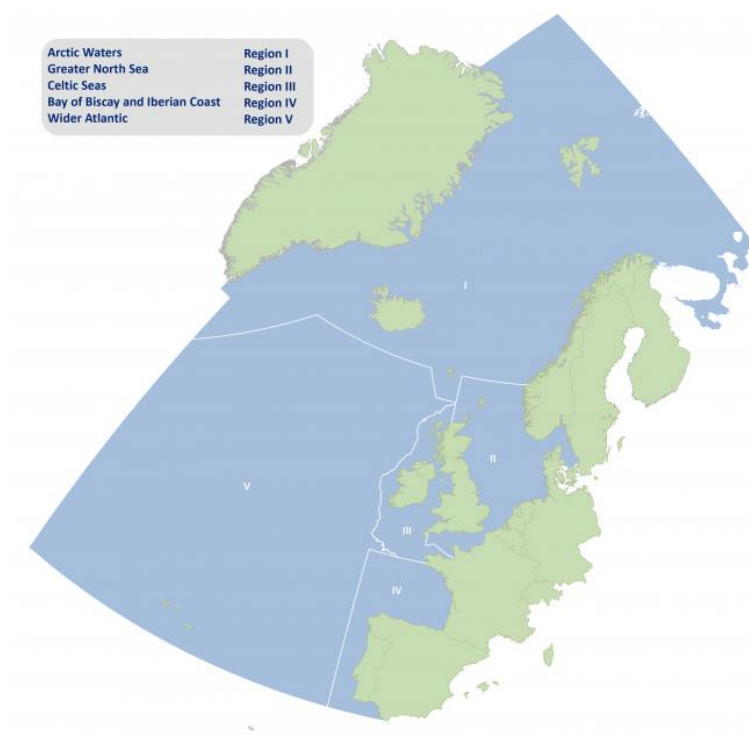 Arctic Waters Region I
Greater North Sea Region II
Celtic Seas Region III
Bay of Biscay and Iberian Coast Region IV
Wider Atlantic Region V
I
II
V
III
IV